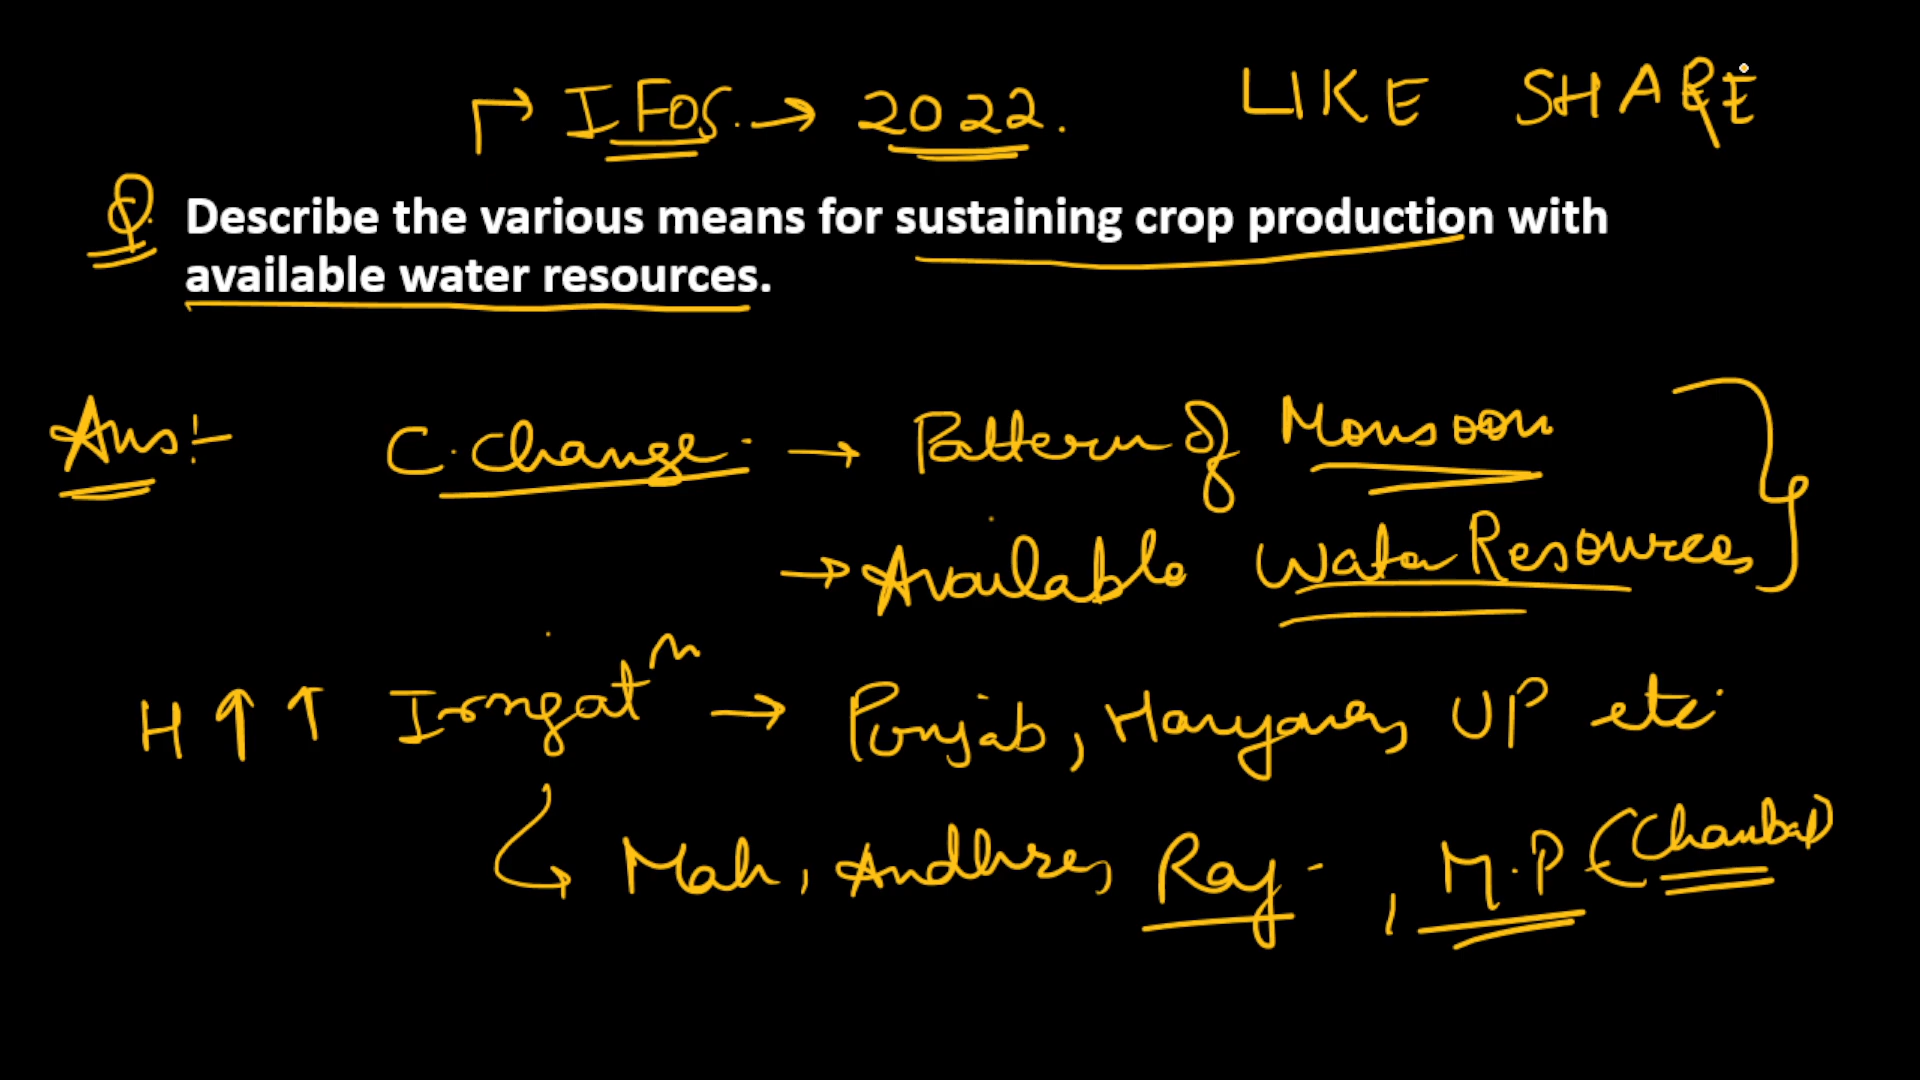 IFoS. → 2022. LIKE SHARE
Q. Describe the various means for sustaining crop production with
available water resources.
Ans:- C. Change. → Pattern of Monsoon
→ Available Water Resources
H ↑ ↑ Irrigatn → Punjab, Haryana, UP etc.
Mah, Andhra, Raj-, M.P (Chambal)